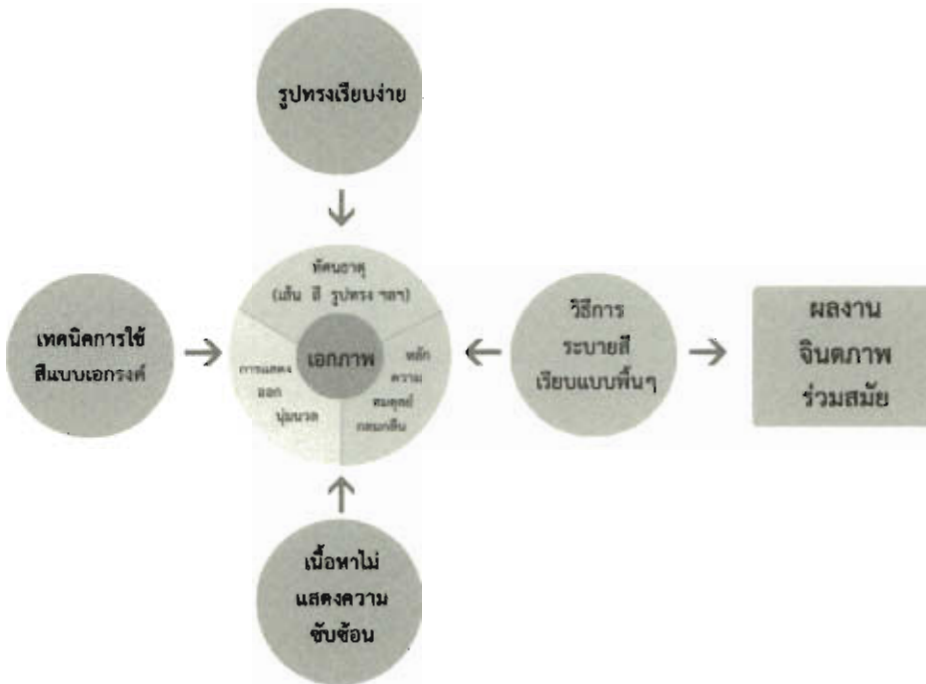 รูปทรงเรียบง่าย
ทัศนธาตุ
(เส้น สี รูปทรง ฯลฯ)
เทคนิคการใช้
สีแบบเอกรงค์
เอกภาพ
การแสดง
ออก
นุ่มนวล
หลัก
ความ
สมดุลย์
กลมกลืน
วิธีการ
ระบายสี
เรียบแบบพื้นๆ
ผลงาน
จินตภาพ
ร่วมสมัย
เนื้อหาไม่
แสดงความ
ซับซ้อน